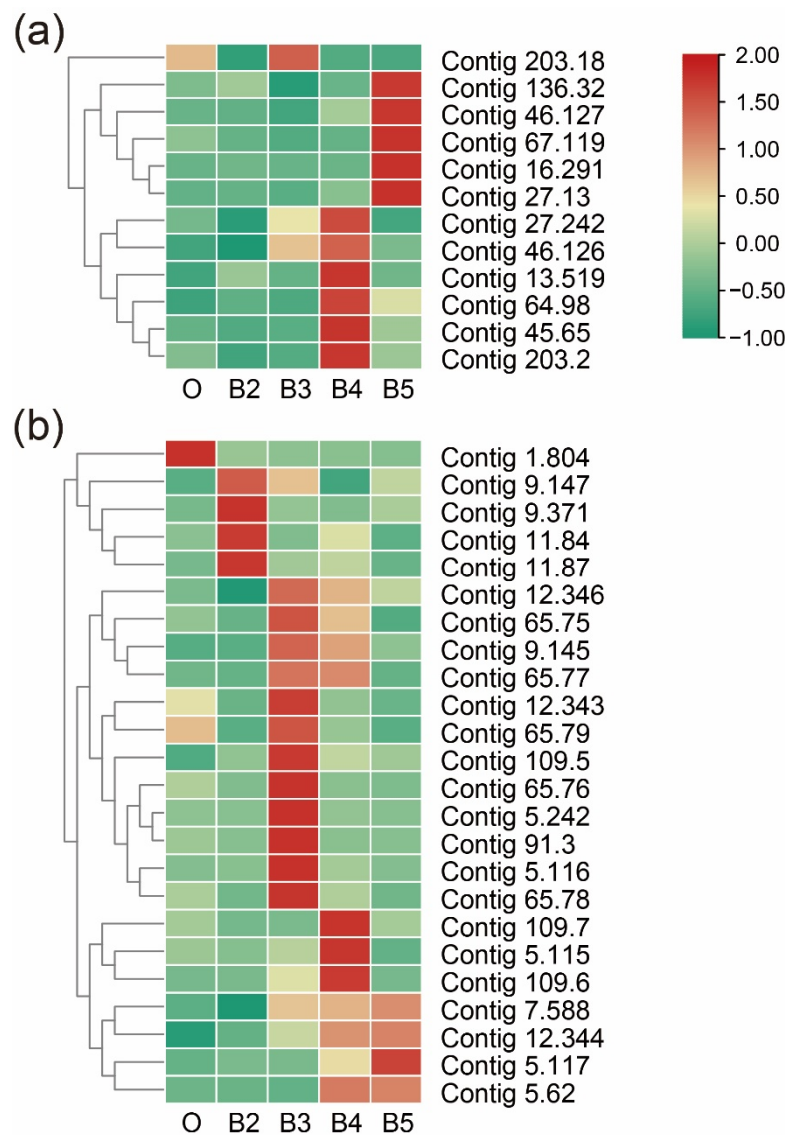 (a)
Contig 203.18
Contig 136.32
Contig 46.127
Contig 67.119
Contig 16.291
Contig 27.13
Contig 27.242
Contig 46.126
Contig 13.519
Contig 64.98
Contig 45.65
Contig 203.2
O B2 B3 B4 B5
2.00
1.50
1.00
0.50
0.00
−0.50
−1.00
(b)
Contig 1.804
Contig 9.147
Contig 9.371
Contig 11.84
Contig 11.87
Contig 12.346
Contig 65.75
Contig 9.145
Contig 65.77
Contig 12.343
Contig 65.79
Contig 109.5
Contig 65.76
Contig 5.242
Contig 91.3
Contig 5.116
Contig 65.78
Contig 109.7
Contig 5.115
Contig 109.6
Contig 7.588
Contig 12.344
Contig 5.117
Contig 5.62
O B2 B3 B4 B5